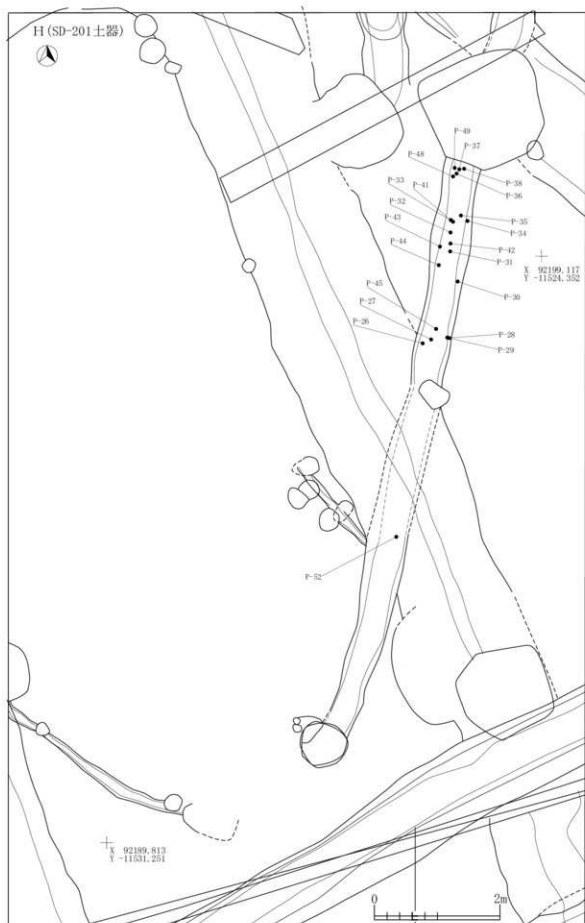 H(SD-201土器)
P-49
P-37
P-48
P-38
P-36
P-33
P-41
P-32
P-35
P-43
P-34
P-42
P-44
P-31
X 92199.117
Y -11524.352
P-30
P-45
P-27
P-26
P-28
P-29
P-52
X 92189.813
Y -11531.251
0
2m